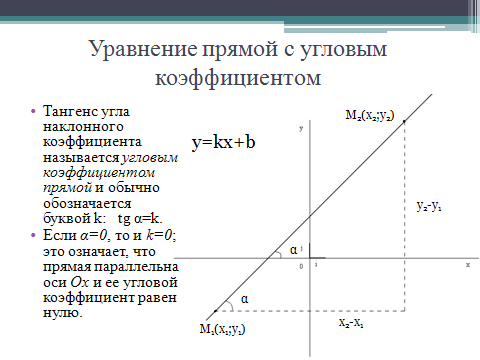 Уравнение прямой с угловым
коэффициентом
• Тангенс угла
наклонного
коэффициента
называется угловым
коэффициентом
прямой и обычно
обозначается
буквой k: tg α=k.
• Если α=0, то и k=0;
это означает, что
прямая параллельна
оси Ox и ее угловой
коэффициент равен
нулю.
y=kx+b
M₂(x₂;y₂)
y
y₂-y₁
α
1
0
1
x
α
M₁(x₁;y₁)
x₂-x₁